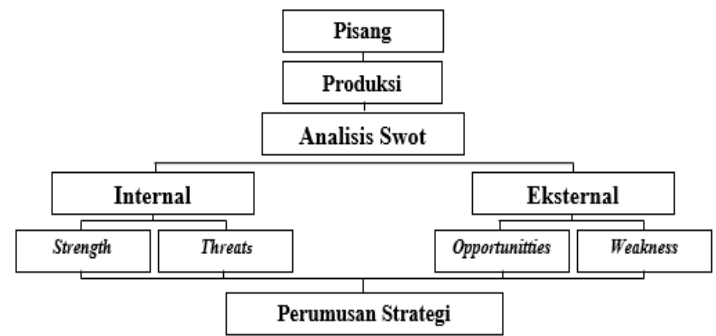 Pisang
Produksi
Analisis Swot
Internal
Eksternal
Strength
Threats
Opportunitties
Weakness
Perumusan Strategi